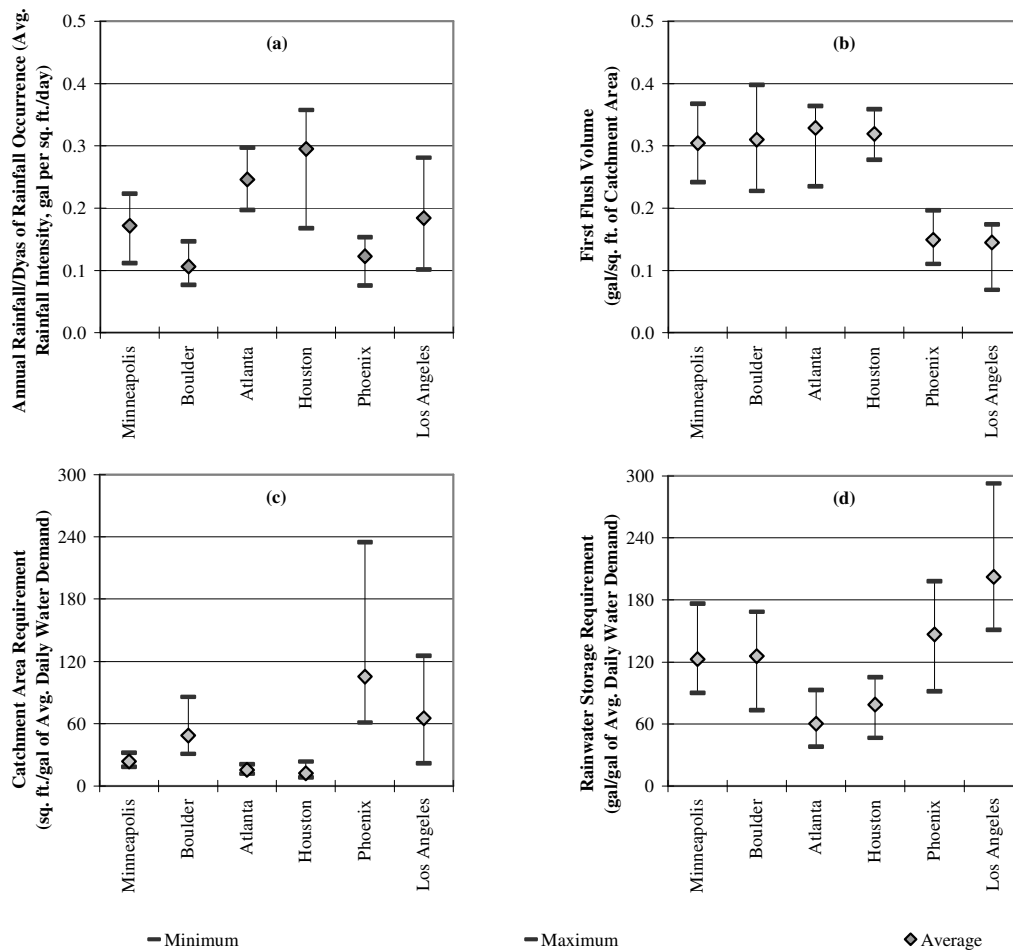 Annual Rainfall/Dyas of Rainfall Occurrence (Avg.
Rainfall Intensity, gal per sq. ft./day)
0.5
0.4
0.3
0.2
0.1
0.0
(a)
Minneapolis
Boulder
Atlanta
Houston
Phoenix
Los Angeles
First Flush Volume
(gal/sq. ft. of Catchment Area)
0.5
0.4
0.3
0.2
0.1
0.0
(b)
Minneapolis
Boulder
Atlanta
Houston
Phoenix
Los Angeles
Catchment Area Requirement
(sq. ft./gal of Avg. Daily Water Demand)
300
240
180
120
60
0
(c)
Minneapolis
Boulder
Atlanta
Houston
Phoenix
Los Angeles
Rainwater Storage Requirement
(gal/gal of Avg. Daily Water Demand)
300
240
180
120
60
0
(d)
Minneapolis
Boulder
Atlanta
Houston
Phoenix
Los Angeles
Minimum
Maximum
Average